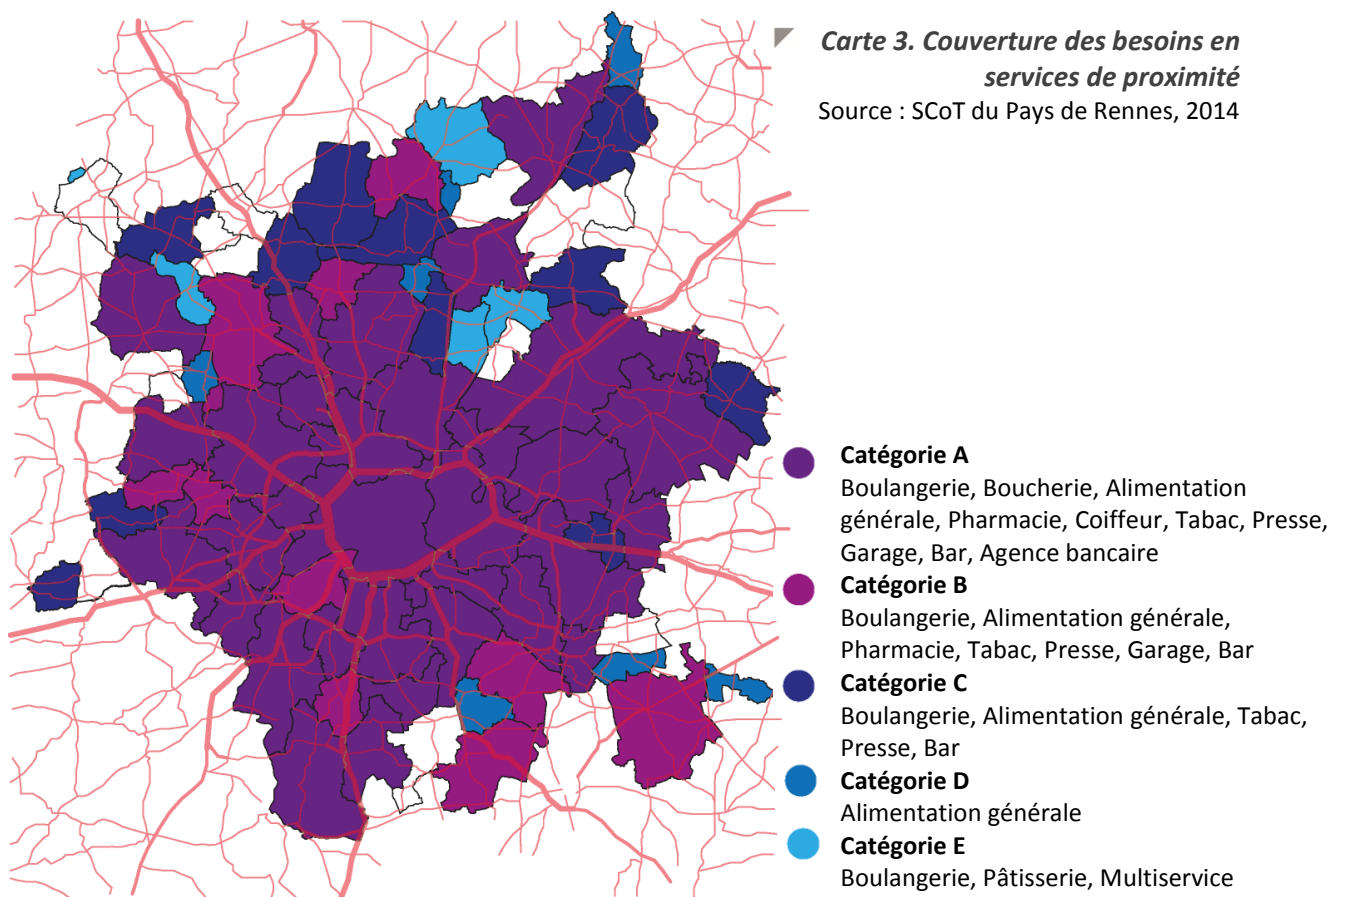 Carte 3. Couverture des besoins en
services de proximité
Source : SCoT du Pays de Rennes, 2014
Catégorie A
Boulangerie, Boucherie, Alimentation
générale, Pharmacie, Coiffeur, Tabac, Presse,
Garage, Bar, Agence bancaire
Catégorie B
Boulangerie, Alimentation générale,
Pharmacie, Tabac, Presse, Garage, Bar
Catégorie C
Boulangerie, Alimentation générale, Tabac,
Presse, Bar
Catégorie D
Alimentation générale
Catégorie E
Boulangerie, Pâtisserie, Multiservice